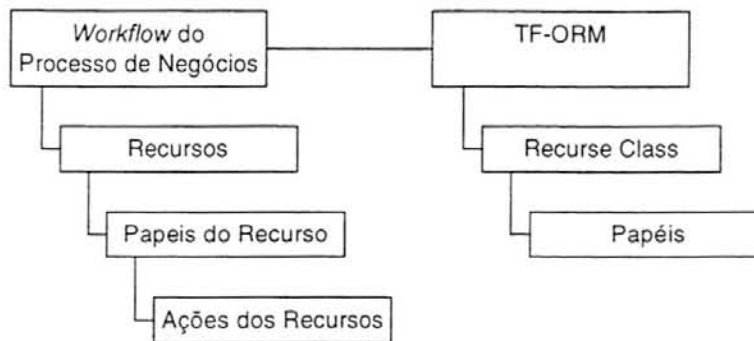 Workflow do
Processo de Negócios
TF-ORM
Recursos
Recurse Class
Papeis do Recurso
Papéis
Ações dos Recursos